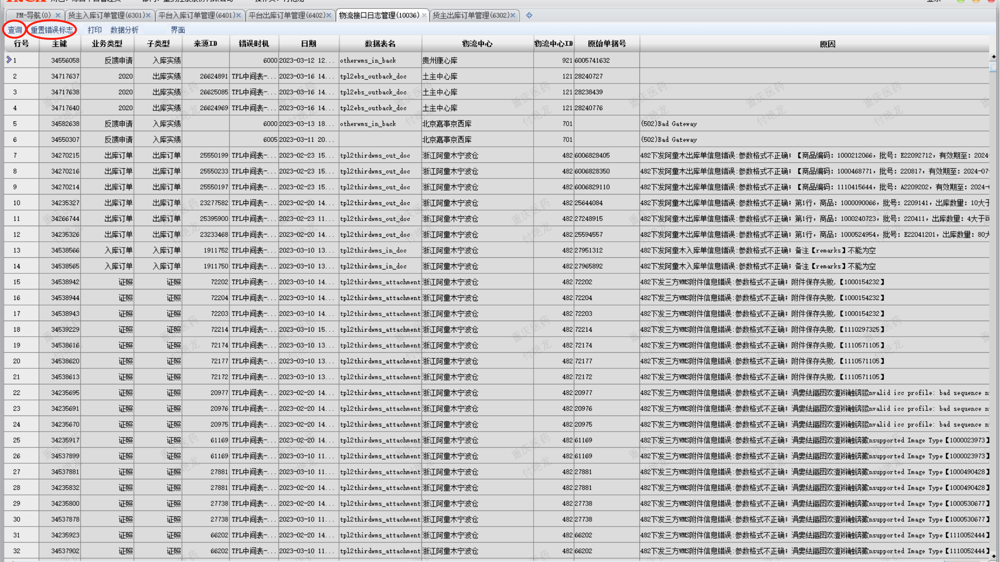 PM-导航(0) 货主入库订单管理(6301) 平台入库订单管理(6401) 平台出库订单管理(6402) 物流接口日志管理(10036) 货主出库订单管理(6302)
查询 重置错误标志 打印 数据分析 界面
行号 主键 业务类型 子类型 来源ID 错误时机 日期 数据表名 物流中心 物流中心ID 原始单据号 原因
1 34556058 反馈申请 入库实绩 6000 2023-03-12 12... otherwms_in_back 贵州康心库 921 6005741632
2 34717637 2020 出库实绩 26624891 TPL中间表-... 2023-03-16 14... tpl2ebs_outback_doc 土主中心库 121 28240727
3 34717638 2020 出库实绩 26625085 TPL中间表-... 2023-03-16 14... tpl2ebs_outback_doc 土主中心库 121 28238439
4 34717640 2020 出库实绩 26624969 TPL中间表-... 2023-03-16 14... tpl2ebs_outback_doc 土主中心库 121 28240776
5 34582638 反馈申请 入库实绩 6000 2023-03-13 18... otherwms_in_back 北京嘉事京西库 701 (502)Bad Gateway
6 34550307 反馈申请 入库实绩 6005 2023-03-11 20... 北京嘉事京西库 701 (502)Bad Gateway
7 34270215 出库订单 出库订单 25550199 TPL中间表-... 2023-02-23 15... tpl2thirdwms_out_doc 浙江阿童木宁波仓 482 6006828405 482下发阿童木出库单信息错误:参数格式不正确；【商品编码：1000212066，批号：E22092712，有效期至：2024-
8 34270216 出库订单 出库订单 25550233 TPL中间表-... 2023-02-23 15... tpl2thirdwms_out_doc 浙江阿童木宁波仓 482 6006828350 482下发阿童木出库单信息错误:参数格式不正确；【商品编码：1000468771，批号：220817，有效期至：2024-07-
9 34270214 出库订单 出库订单 25550197 TPL中间表-... 2023-02-23 15... tpl2thirdwms_out_doc 浙江阿童木宁波仓 482 6006829110 482下发阿童木出库单信息错误:参数格式不正确；【商品编码：1110415644，批号：A2209202，有效期至：2024-
10 34235327 出库订单 出库订单 23277582 TPL中间表-... 2023-02-20 14... tpl2thirdwms_out_doc 浙江阿童木宁波仓 482 25644084 482下发阿童木出库单信息错误:参数格式不正确；第1行，商品：1000090066，批号：2209141，出库数量：10大于
11 34266744 出库订单 出库订单 25395900 TPL中间表-... 2023-02-23 11... tpl2thirdwms_out_doc 浙江阿童木宁波仓 482 27248915 482下发阿童木出库单信息错误:参数格式不正确；第1行，商品：1000240723，批号：220411，出库数量：4大于可
12 34235326 出库订单 出库订单 23233468 TPL中间表-... 2023-02-20 14... tpl2thirdwms_out_doc 浙江阿童木宁波仓 482 25594557 482下发阿童木出库单信息错误:参数格式不正确；第1行，商品：1000524954，批号：E22041201，出库数量：80大
13 34538566 入库订单 入库订单 1911752 TPL中间表-... 2023-03-10 13... tpl2thirdwms_in_doc 浙江阿童木宁波仓 482 27951312 482下发阿童木入库单信息错误:参数格式不正确；备注【remarks】不能为空
14 34538565 入库订单 入库订单 1911750 TPL中间表-... 2023-03-10 13... tpl2thirdwms_in_doc 浙江阿童木宁波仓 482 27965892 482下发阿童木入库单信息错误:参数格式不正确；备注【remarks】不能为空
15 34538942 证照 证照 72202 TPL中间表-... 2023-03-10 14... tpl2thirdwms_attachment 浙江阿童木宁波仓 482 72202 482下发三方WMS附件信息错误:参数格式不正确；附件保存失败,【1000154232】
16 34538944 证照 证照 72204 TPL中间表-... 2023-03-10 14... tpl2thirdwms_attachment 浙江阿童木宁波仓 482 72204 482下发三方WMS附件信息错误:参数格式不正确；附件保存失败,【1000154232】
17 34538943 证照 证照 72203 TPL中间表-... 2023-03-10 14... tpl2thirdwms_attachment 浙江阿童木宁波仓 482 72203 482下发三方WMS附件信息错误:参数格式不正确；附件保存失败,【1000154232】
18 34539229 证照 证照 72214 TPL中间表-... 2023-03-10 15... tpl2thirdwms_attachment 浙江阿童木宁波仓 482 72214 482下发三方WMS附件信息错误:参数格式不正确；附件保存失败,【1110297325】
19 34538616 证照 证照 72174 TPL中间表-... 2023-03-10 13... tpl2thirdwms_attachment 浙江阿童木宁波仓 482 72174 482下发三方WMS附件信息错误:参数格式不正确；附件保存失败,【1110571105】
20 34538620 证照 证照 72177 TPL中间表-... 2023-03-10 13... tpl2thirdwms_attachment 浙江阿童木宁波仓 482 72177 482下发三方WMS附件信息错误:参数格式不正确；附件保存失败,【1110571105】
21 34538613 证照 证照 72172 TPL中间表-... 2023-03-10 13... tpl2thirdwms_attachment 浙江阿童木宁波仓 482 72172 482下发三方WMS附件信息错误:参数格式不正确；附件保存失败,【1110571105】
22 34235695 证照 证照 20977 TPL中间表-... 2023-02-20 14... tpl2thirdwms_attachment 浙江阿童木宁波仓 482 20977 482下发三方WMS附件信息错误:参数格式不正确；nvalid icc profile: bad sequence n
23 34235691 证照 证照 20976 TPL中间表-... 2023-02-20 14... tpl2thirdwms_attachment 浙江阿童木宁波仓 482 20976 482下发三方WMS附件信息错误:参数格式不正确；nvalid icc profile: bad sequence n
24 34235670 证照 证照 20975 TPL中间表-... 2023-02-20 14... tpl2thirdwms_attachment 浙江阿童木宁波仓 482 20975 482下发三方WMS附件信息错误:参数格式不正确；nvalid icc profile: bad sequence n
25 34235917 证照 证照 61169 TPL中间表-... 2023-02-20 14... tpl2thirdwms_attachment 浙江阿童木宁波仓 482 61169 482下发三方WMS附件信息错误:参数格式不正确；nsupported Image Type【1000023973】
26 34537899 证照 证照 61169 TPL中间表-... 2023-03-10 11... tpl2thirdwms_attachment 浙江阿童木宁波仓 482 61169 482下发三方WMS附件信息错误:参数格式不正确；nsupported Image Type【1000023973】
27 34537881 证照 证照 27881 TPL中间表-... 2023-03-10 11... tpl2thirdwms_attachment 浙江阿童木宁波仓 482 27881 482下发三方WMS附件信息错误:参数格式不正确；nsupported Image Type【1000490428】
28 34235832 证照 证照 27881 TPL中间表-... 2023-02-20 14... tpl2thirdwms_attachment 浙江阿童木宁波仓 482 27881 482下发三方WMS附件信息错误:参数格式不正确；nsupported Image Type【1000490428】
29 34235800 证照 证照 27738 TPL中间表-... 2023-02-20 14... tpl2thirdwms_attachment 浙江阿童木宁波仓 482 27738 482下发三方WMS附件信息错误:参数格式不正确；nsupported Image Type【1000530677】
30 34537878 证照 证照 27738 TPL中间表-... 2023-03-10 11... tpl2thirdwms_attachment 浙江阿童木宁波仓 482 27738 482下发三方WMS附件信息错误:参数格式不正确；nsupported Image Type【1000530677】
31 34235923 证照 证照 66202 TPL中间表-... 2023-02-20 14... tpl2thirdwms_attachment 浙江阿童木宁波仓 482 66202 482下发三方WMS附件信息错误:参数格式不正确；nsupported Image Type【1110052444】
32 34537902 证照 证照 66202 TPL中间表-... 2023-03-10 11... tpl2thirdwms_attachment 浙江阿童木宁波仓 482 66202 482下发三方WMS附件信息错误:参数格式不正确；nsupported Image Type【1110052444】
重庆医药
付艳龙